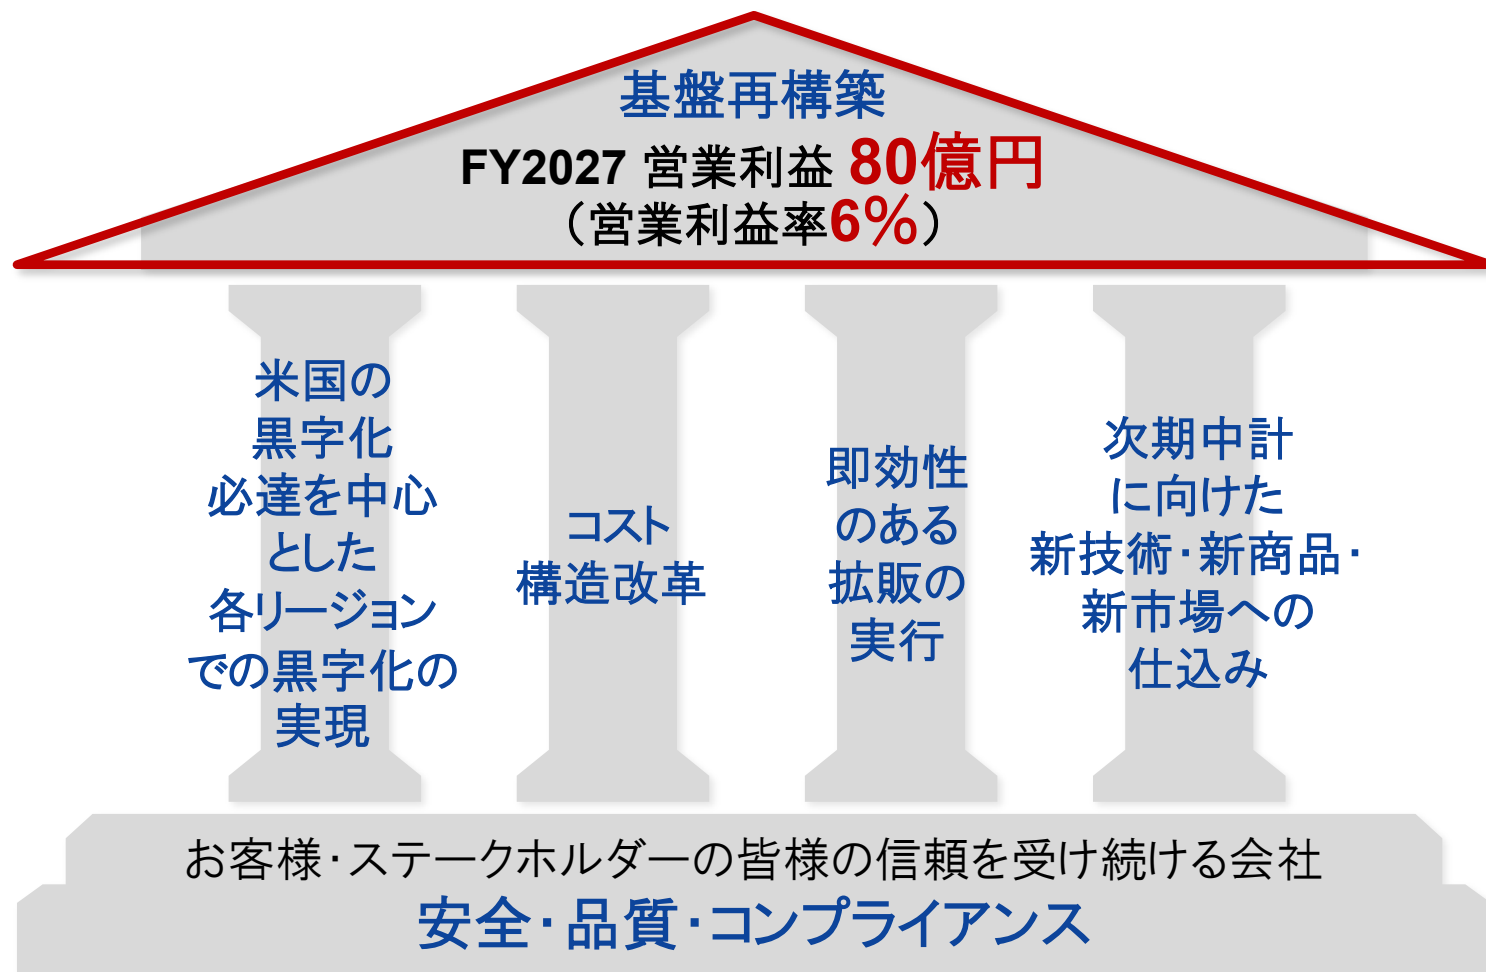 基盤再構築
FY2027 営業利益 80億円
（営業利益率6％）
米国の
黒字化
必達を中心
とした
各リージョン
での黒字化の
実現
コスト
構造改革
即効性
のある
拡販の
実行
次期中計
に向けた
新技術・新商品・
新市場への
仕込み
お客様・ステークホルダーの皆様の信頼を受け続ける会社
安全・品質・コンプライアンス